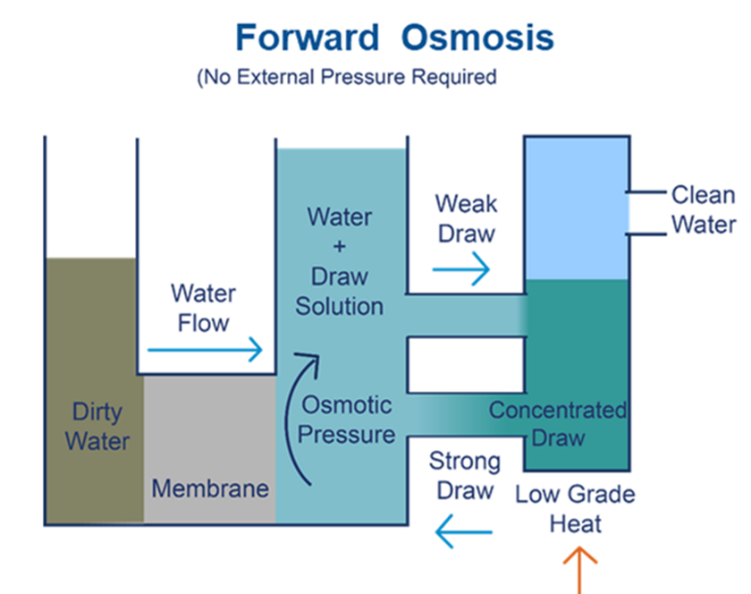 Forward Osmosis
(No External Pressure Required
Water
+
Draw
Solution
Weak
Draw
Clean
Water
Water
Flow
Dirty
Water
Membrane
Osmotic
Pressure
Concentrated
Draw
Strong
Draw
Low Grade
Heat